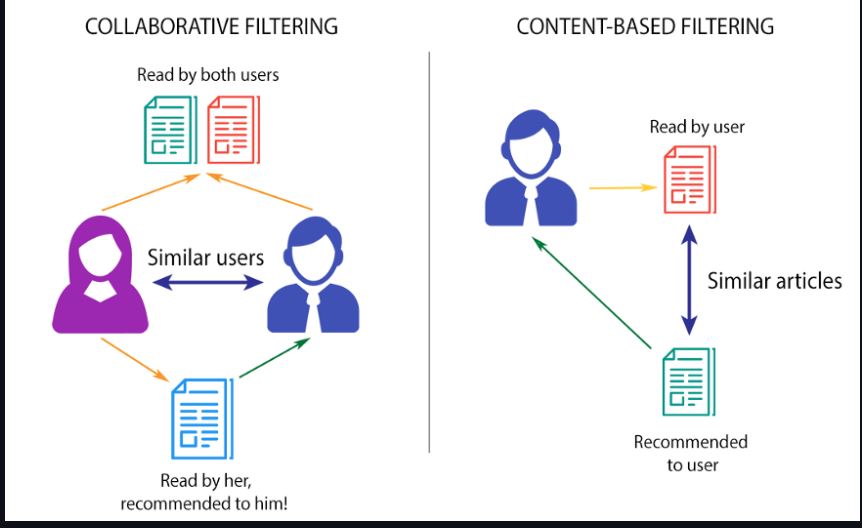 COLLABORATIVE FILTERING
Read by both users
Similar users
Read by her,
recommended to him!
CONTENT-BASED FILTERING
Read by user
Similar articles
Recommended
to user